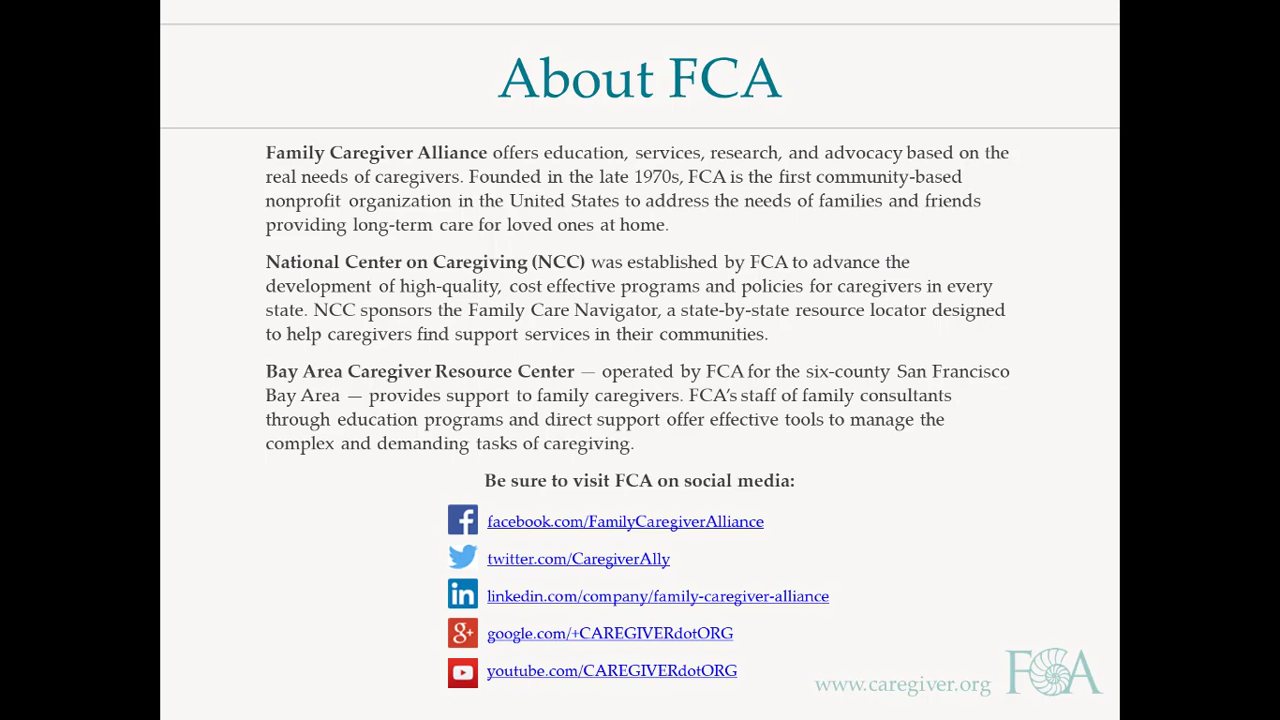 About FCA
Family Caregiver Alliance offers education, services, research, and advocacy based on the
real needs of caregivers. Founded in the late 1970s, FCA is the first community-based
nonprofit organization in the United States to address the needs of families and friends
providing long-term care for loved ones at home.
National Center on Caregiving (NCC) was established by FCA to advance the
development of high-quality, cost effective programs and policies for caregivers in every
state. NCC sponsors the Family Care Navigator, a state-by-state resource locator designed
to help caregivers find support services in their communities.
Bay Area Caregiver Resource Center — operated by FCA for the six-county San Francisco
Bay Area — provides support to family caregivers. FCA’s staff of family consultants
through education programs and direct support offer effective tools to manage the
complex and demanding tasks of caregiving.
Be sure to visit FCA on social media:
f facebook.com/FamilyCaregiverAlliance
twitter.com/CaregiverAlly
in linkedin.com/company/family-caregiver-alliance
g+ google.com/+CAREGIVERdotORG
youtube.com/CAREGIVERdotORG
www.caregiver.org FCA